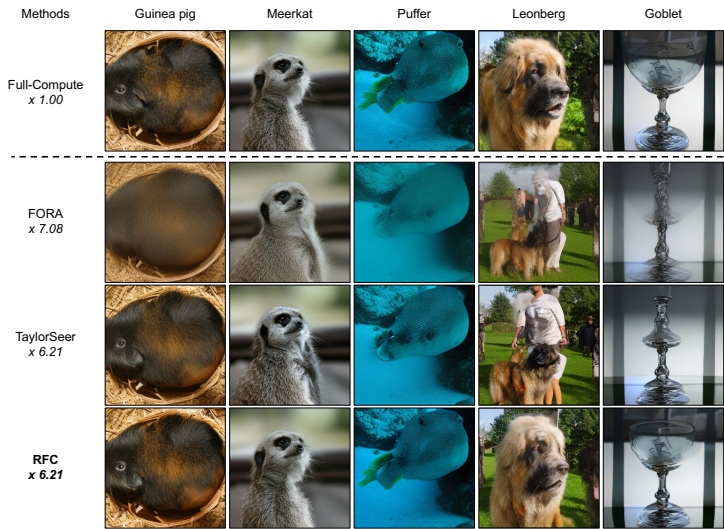 Methods Guinea pig Meerkat Puffer Leonberg Goblet
Full-Compute
x 1.00
FORA
x 7.08
TaylorSeer
x 6.21
RFC
x 6.21